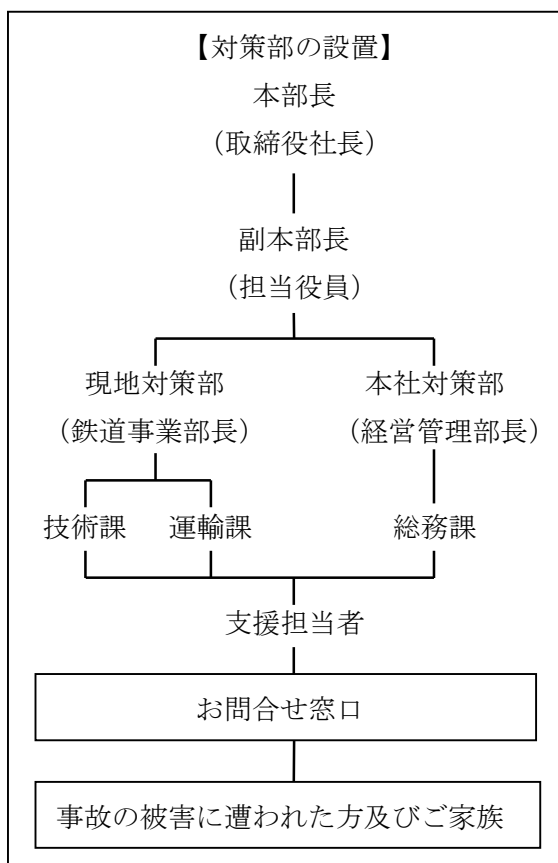 【対策部の設置】
本部長
（取締役社長）
副本部長
（担当役員）
現地対策部 本社対策部
（鉄道事業部長） （経営管理部長）
技術課 運輸課 総務課
支援担当者
お問合せ窓口
事故の被害に遭われた方及びご家族